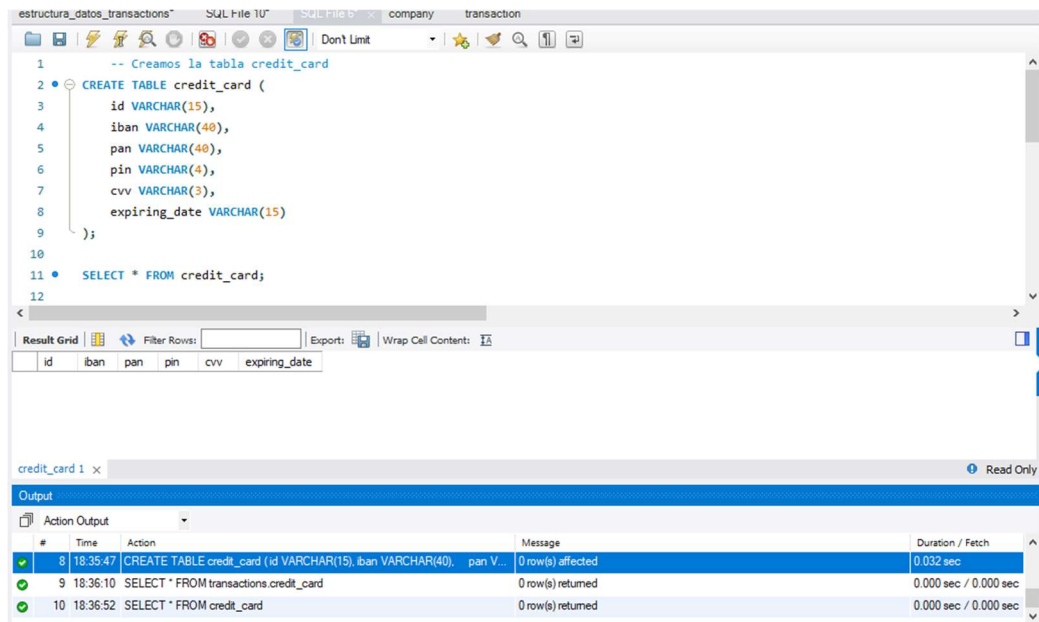 estructura_datos_transactions* SQL File 10* SQL File 6* × company transaction
Don't Limit
1 -- Creamos la tabla credit_card
2 CREATE TABLE credit_card (
3 id VARCHAR(15),
4 iban VARCHAR(40),
5 pan VARCHAR(40),
6 pin VARCHAR(4),
7 cvv VARCHAR(3),
8 expiring_date VARCHAR(15)
9 );
10
11 SELECT * FROM credit_card;
12
Result Grid Filter Rows: Export: Wrap Cell Content:
id iban pan pin cvv expiring_date
credit_card 1 × Read Only
Output
Action Output
# Time Action Message Duration / Fetch
8 18:35:47 CREATE TABLE credit_card ( id VARCHAR(15), iban VARCHAR(40), pan V... 0 row(s) affected 0.032 sec
9 18:36:10 SELECT * FROM transactions.credit_card 0 row(s) returned 0.000 sec / 0.000 sec
10 18:36:52 SELECT * FROM credit_card 0 row(s) returned 0.000 sec / 0.000 sec